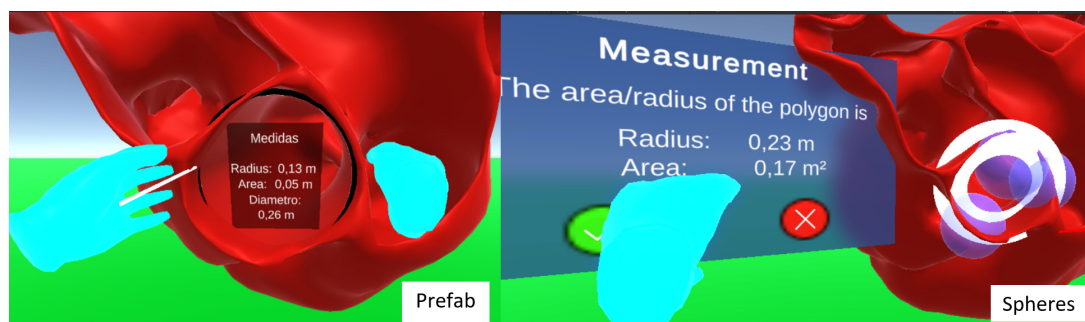 Medidas
Radius: 0,13 m
Area: 0,05 m
Diametro:
0,26 m
Prefab
Measurement
The area/radius of the polygon is
Radius: 0,23 m
Area: 0,17 m²
Spheres